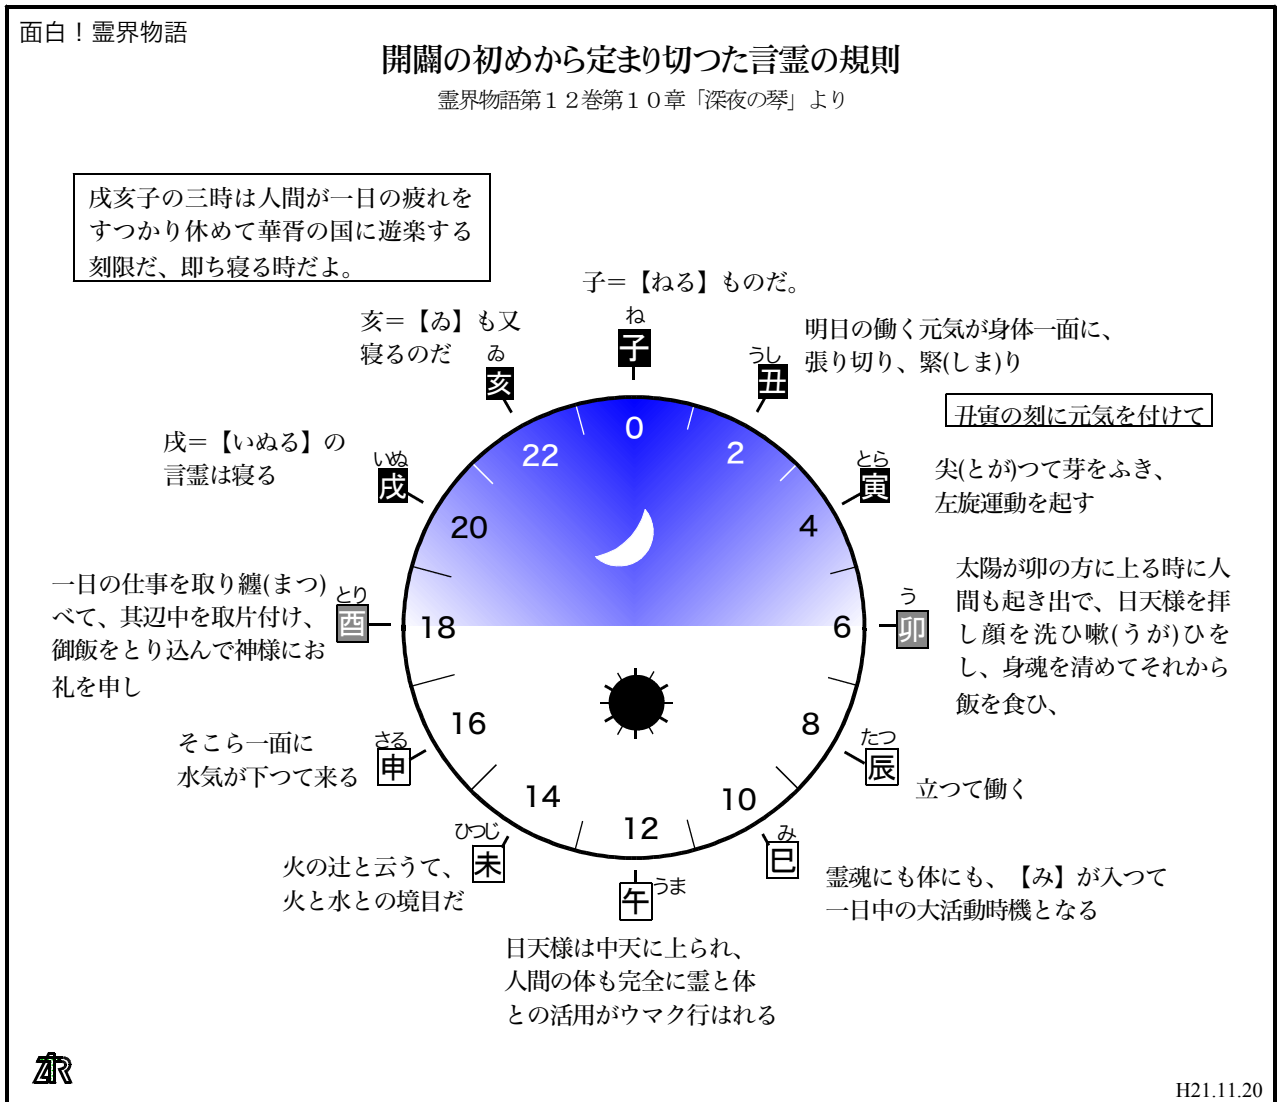 面白！霊界物語
開闢の初めから定まり切つた言霊の規則
霊界物語第１２巻第１０章「深夜の琴」より
戌亥子の三時は人間が一日の疲れを
すつかり休めて華胥の国に遊楽する
刻限だ、即ち寝る時だよ。
子＝【ねる】ものだ。
ね
子
亥＝【ゐ】も又
寝るのだ
ゐ
亥
明日の働く元気が身体一面に、
張り切り、緊(しま)り
うし
丑
丑寅の刻に元気を付けて
戌＝【いぬる】の
言霊は寝る
いぬ
戌
とら
寅
尖(とが)つて芽をふき、
左旋運動を起す
0
22
2
20
4
18
6
16
8
14
10
12
一日の仕事を取り纏(まつ)
べて、其辺中を取片付け、
御飯をとり込んで神様にお
礼を申し
とり
酉
う
卯
太陽が卯の方に上る時に人
間も起き出で、日天様を拝
し顔を洗ひ嗽(うが)ひを
し、身魂を清めてそれから
飯を食ひ、
そこら一面に
水気が下つて来る
さる
申
たつ
辰
立つて働く
火の辻と云うて、
火と水との境目だ
ひつじ
未
み
巳
霊魂にも体にも、【み】が入つて
一日中の大活動時機となる
午
うま
日天様は中天に上られ、
人間の体も完全に霊と体
との活用がウマク行はれる
ZIR
H21.11.20